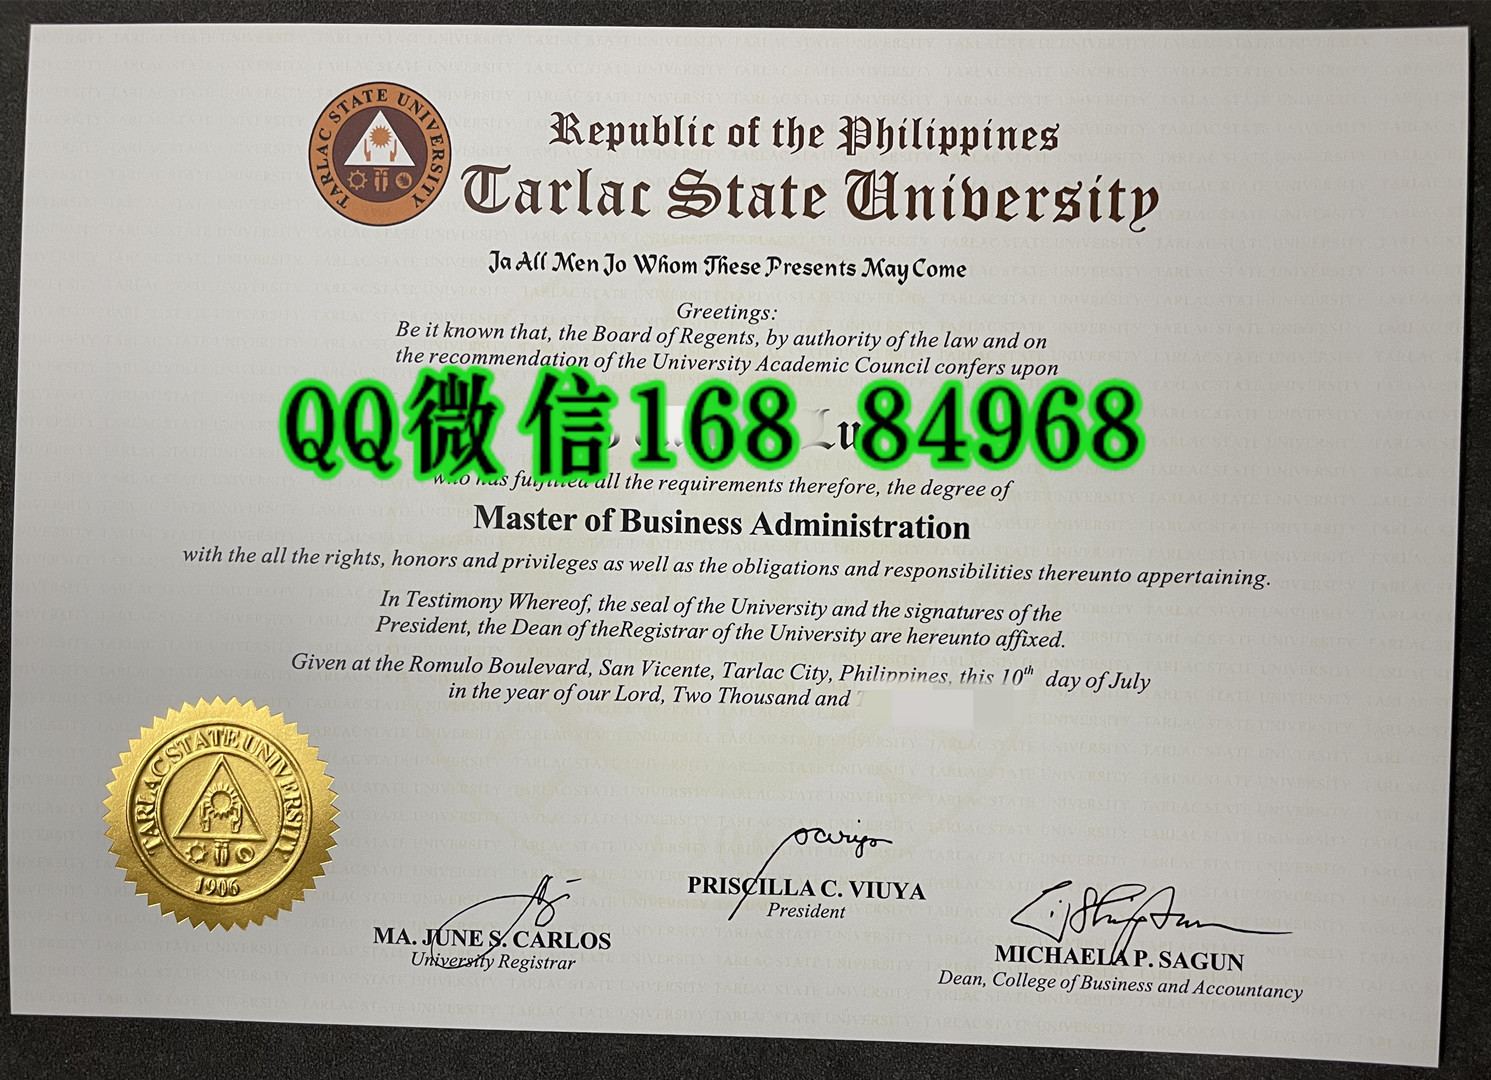 TARLAC STATE UNIVERSITY
Republic of the Philippines
Tarlac State University
Ja All Men Jo Whom These Presents May Come
Greetings:
Be it known that, the Board of Regents, by authority of the law and on
the recommendation of the University Academic Council confers upon
QQ微信168 84968
Lu
who has fulfilled all the requirements therefore, the degree of
Master of Business Administration
with the all the rights, honors and privileges as well as the obligations and responsibilities thereunto appertaining.
In Testimony Whereof, the seal of the University and the signatures of the
President, the Dean of theRegistrar of the University are hereunto affixed.
Given at the Romulo Boulevard, San Vicente, Tarlac City, Philippines, this 10th day of July
in the year of our Lord, Two Thousand and
TARLAC STATE UNIVERSITY
1906
PRISCILLA C. VIUYA
President
MA. JUNE S. CARLOS
University Registrar
MICHAELA P. SAGUN
Dean, College of Business and Accountancy